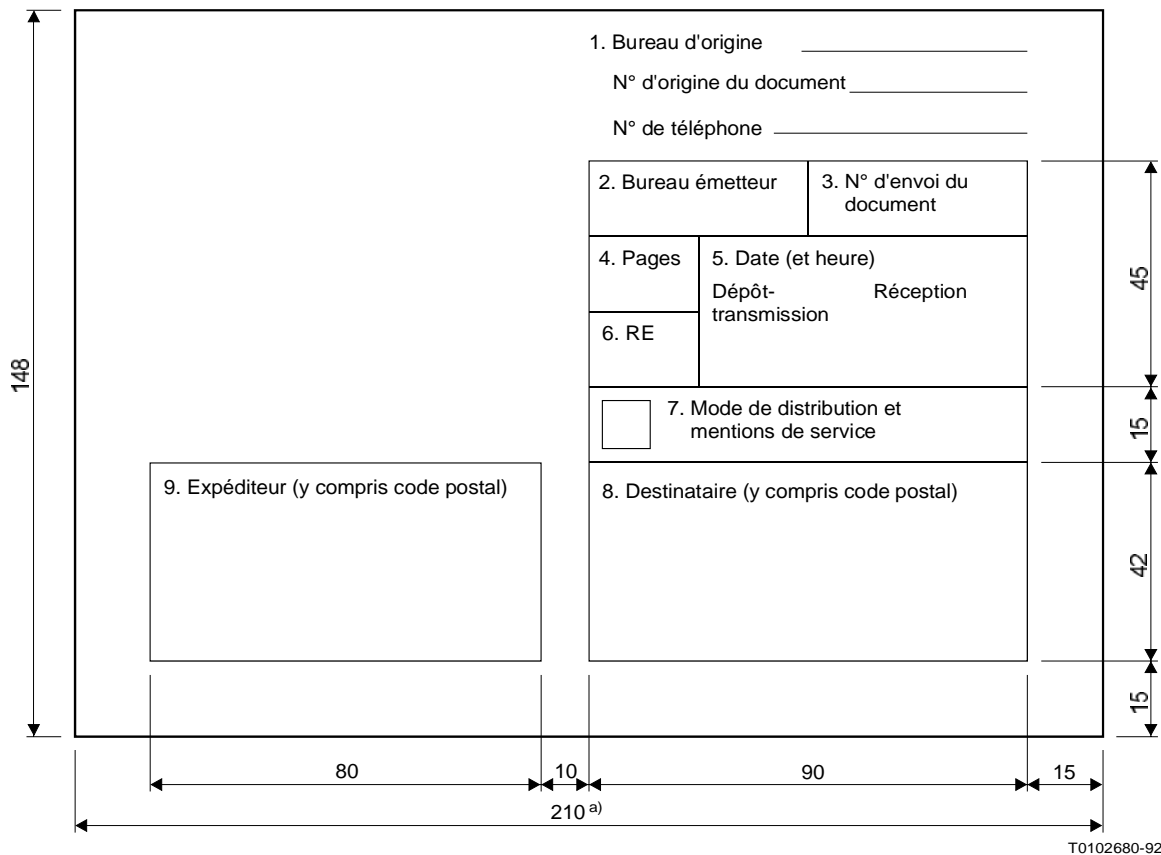 1. Bureau d'origine
N° d'origine du document
N° de téléphone
2. Bureau émetteur
3. N° d'envoi du
document
4. Pages
5. Date (et heure)
Dépôt-
transmission
Réception
6. RE
7. Mode de distribution et
mentions de service
9. Expéditeur (y compris code postal)
8. Destinataire (y compris code postal)
148
45
15
42
15
80
10
90
15
210 a)
T0102680-92